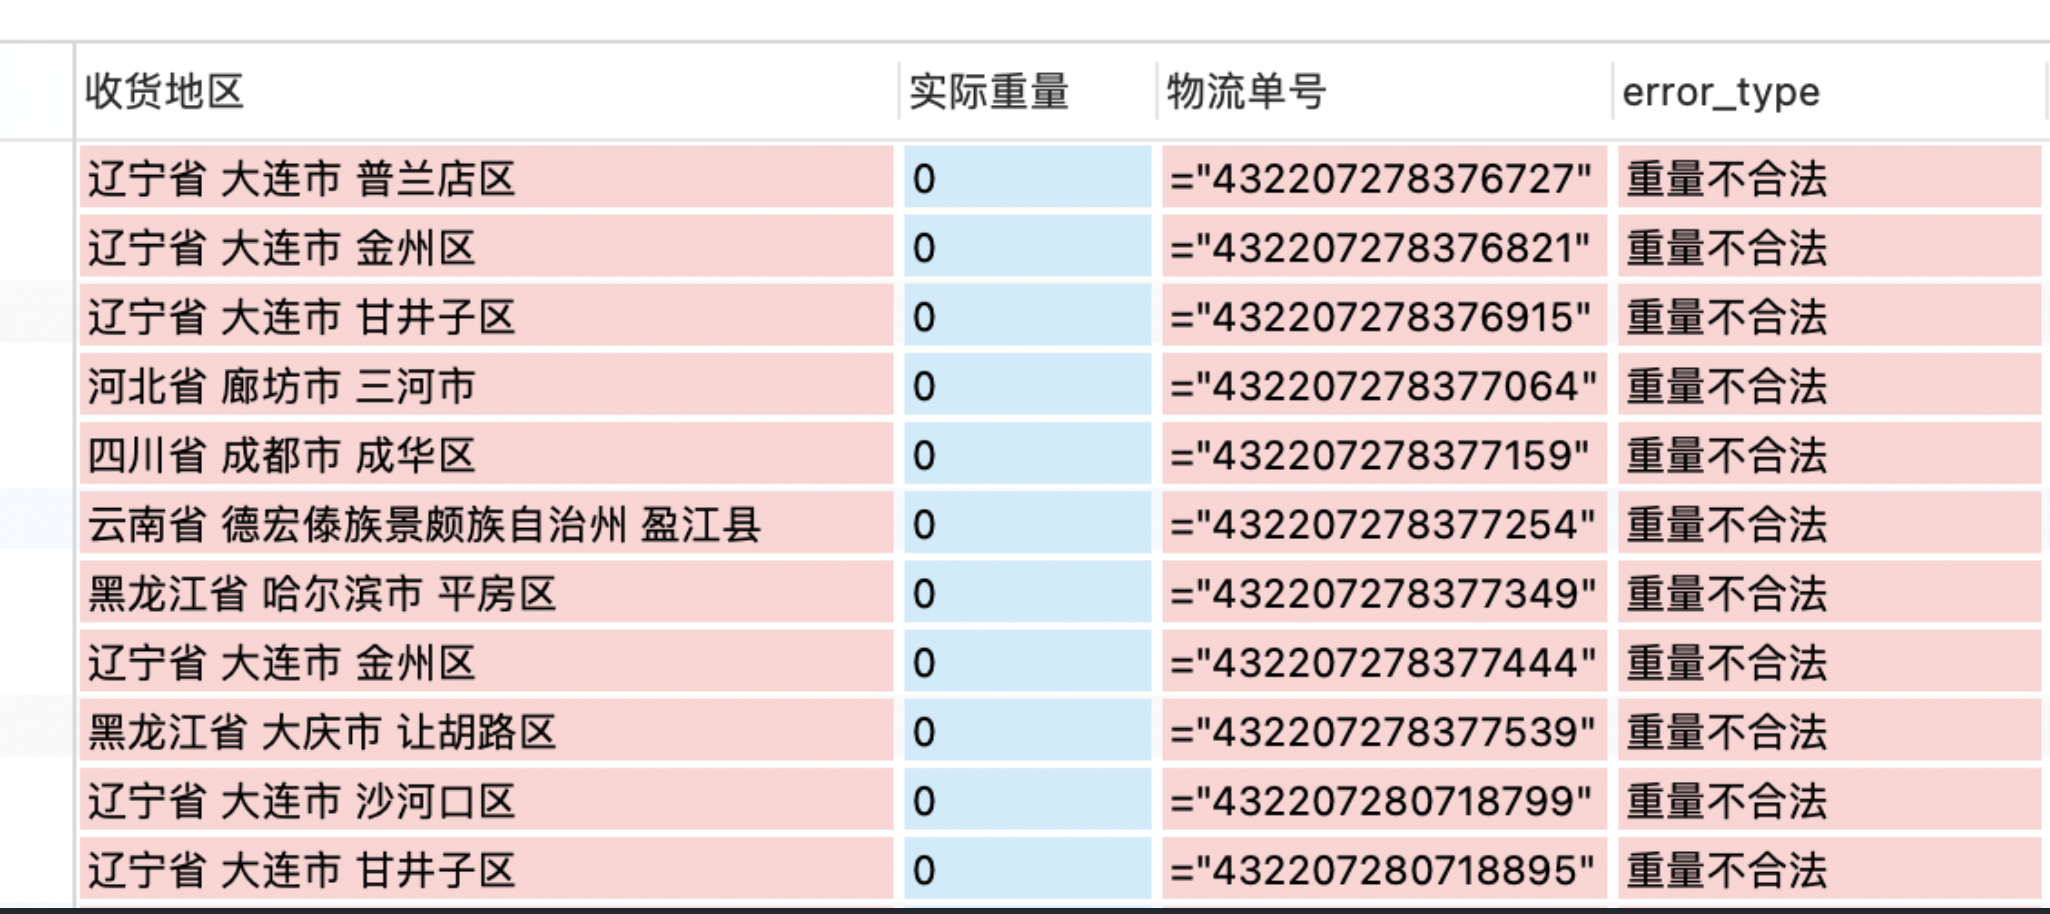 收货地区 实际重量 物流单号 error_type
辽宁省 大连市 普兰店区 0 ="432207278376727" 重量不合法
辽宁省 大连市 金州区 0 ="432207278376821" 重量不合法
辽宁省 大连市 甘井子区 0 ="432207278376915" 重量不合法
河北省 廊坊市 三河市 0 ="432207278377064" 重量不合法
四川省 成都市 成华区 0 ="432207278377159" 重量不合法
云南省 德宏傣族景颇族自治州 盈江县 0 ="432207278377254" 重量不合法
黑龙江省 哈尔滨市 平房区 0 ="432207278377349" 重量不合法
辽宁省 大连市 金州区 0 ="432207278377444" 重量不合法
黑龙江省 大庆市 让胡路区 0 ="432207278377539" 重量不合法
辽宁省 大连市 沙河口区 0 ="432207280718799" 重量不合法
辽宁省 大连市 甘井子区 0 ="432207280718895" 重量不合法